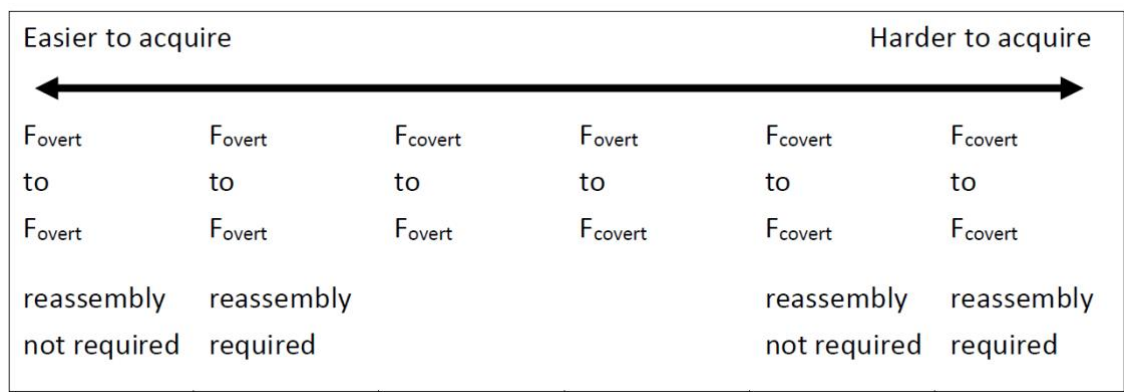 Easier to acquire Harder to acquire
Fovert Fovert Fcovert Fovert Fcovert Fcovert
to to to to to to
Fovert Fovert Fovert Fcovert Fcovert Fcovert
reassembly reassembly reassembly reassembly
not required required not required required